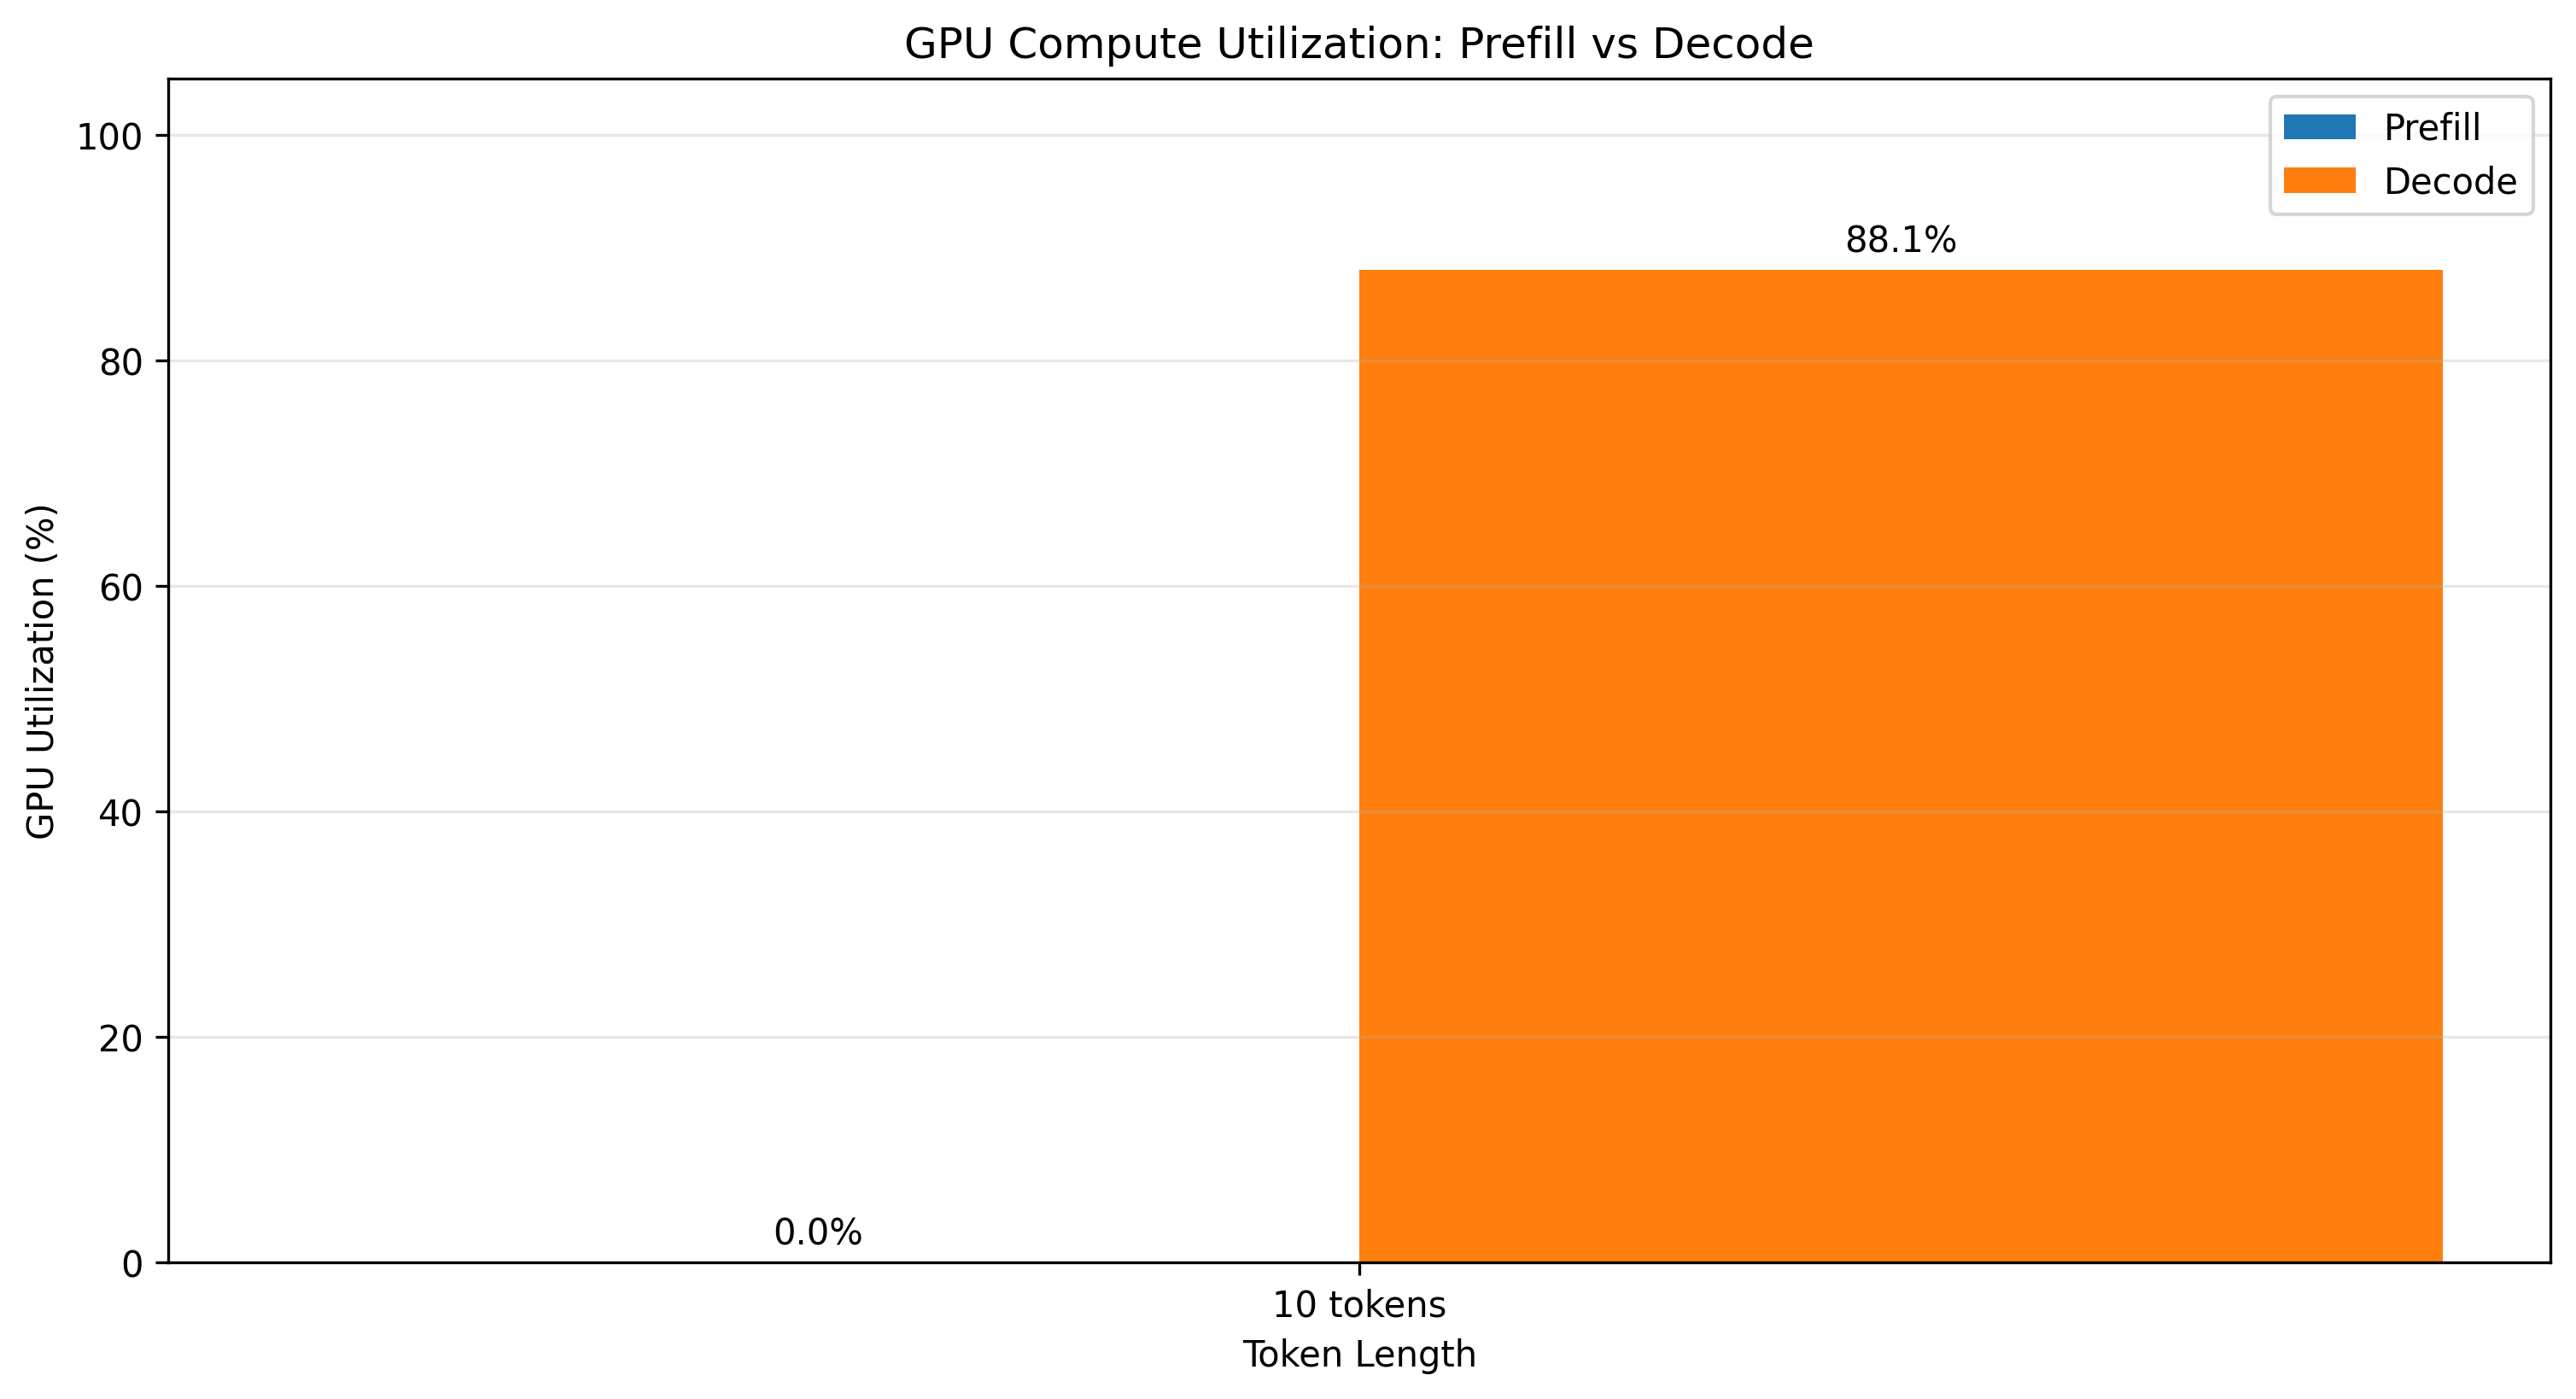 GPU Compute Utilization: Prefill vs Decode
Prefill
Decode
GPU Utilization (%)
100
80
60
40
20
0
88.1%
0.0%
10 tokens
Token Length